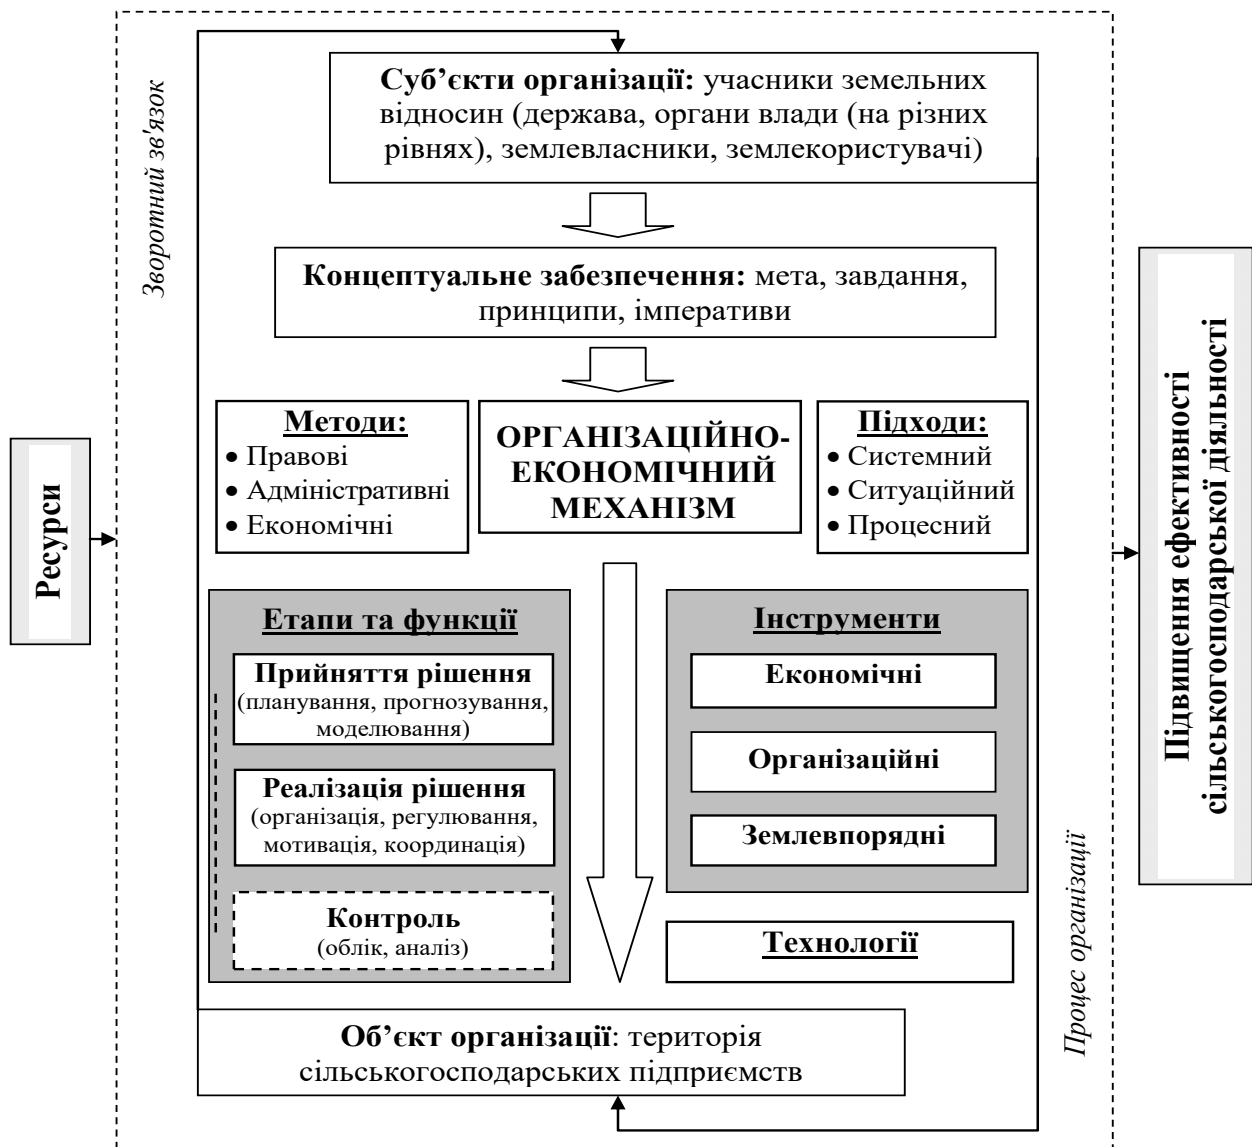 Зворотний зв'язок
Суб’єкти організації: учасники земельних
відносин (держава, органи влади (на різних
рівнях), землевласники, землекористувачі)
Концептуальне забезпечення: мета, завдання,
принципи, імперативи
Ресурси
Методи:
• Правові
• Адміністративні
• Економічні
ОРГАНІЗАЦІЙНО-
ЕКОНОМІЧНИЙ
МЕХАНІЗМ
Підходи:
• Системний
• Ситуаційний
• Процесний
Етапи та функції
Прийняття рішення
(планування, прогнозування,
моделювання)
Реалізація рішення
(організація, регулювання,
мотивація, координація)
Контроль
(облік, аналіз)
Інструменти
Економічні
Організаційні
Землевпорядні
Технології
Об’єкт організації: територія
сільськогосподарських підприємств
Процес організації
Підвищення ефективності
сільськогосподарської діяльності